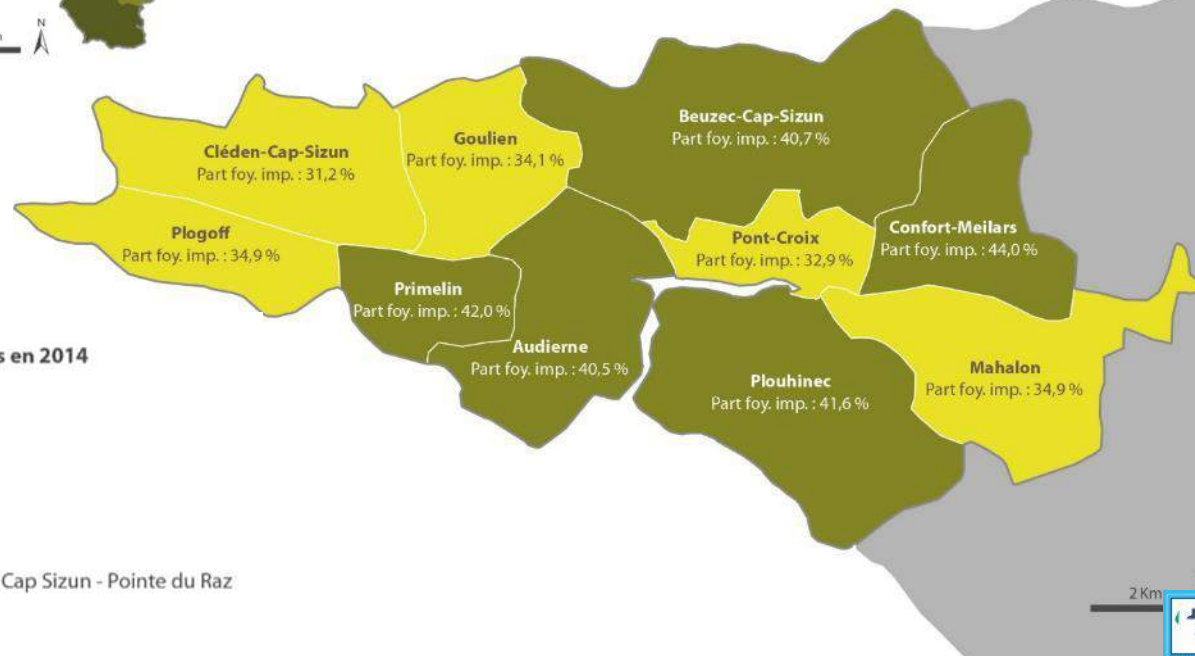 N
Beuzec-Cap-Sizun
Part foy. imp. : 40,7 %
Goulien
Part foy. imp. : 34,1 %
Cléden-Cap-Sizun
Part foy. imp. : 31,2 %
Confort-Meilars
Part foy. imp. : 44,0 %
Plogoff
Part foy. imp. : 34,9 %
Pont-Croix
Part foy. imp. : 32,9 %
Primelin
Part foy. imp. : 42,0 %
Audierne
Part foy. imp. : 40,5 %
s en 2014
Mahalon
Part foy. imp. : 34,9 %
Plouhinec
Part foy. imp. : 41,6 %
Cap Sizun - Pointe du Raz
2 Km